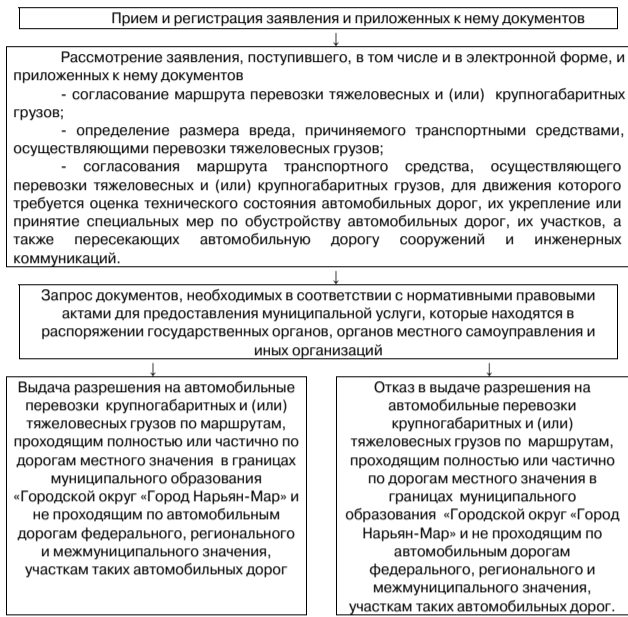 Прием и регистрация заявления и приложенных к нему документов
↓
Рассмотрение заявления, поступившего, в том числе и в электронной форме, и
приложенных к нему документов
- согласование маршрута перевозки тяжеловесных и (или) крупногабаритных
грузов;
- определение размера вреда, причиняемого транспортными средствами,
осуществляющими перевозки тяжеловесных грузов;
- согласования маршрута транспортного средства, осуществляющего
перевозки тяжеловесных и (или) крупногабаритных грузов, для движения которого
требуется оценка технического состояния автомобильных дорог, их укрепление или
принятие специальных мер по обустройству автомобильных дорог, их участков, а
также пересекающих автомобильную дорогу сооружений и инженерных
коммуникаций.
↓
Запрос документов, необходимых в соответствии с нормативными правовыми
актами для предоставления муниципальной услуги, которые находятся в
распоряжении государственных органов, органов местного самоуправления и
иных организаций
↓
Выдача разрешения на автомобильные
перевозки крупногабаритных и (или)
тяжеловесных грузов по маршрутам,
проходящим полностью или частично по
дорогам местного значения в границах
муниципального образования
«Городской округ «Город Нарьян-Мар» и
не проходящим по автомобильным
дорогам федерального, регионального
и межмуниципального значения,
участкам таких автомобильных дорог
↓
Отказ в выдаче разрешения на
автомобильные перевозки
крупногабаритных и (или)
тяжеловесных грузов по маршрутам,
проходящим полностью или частично
по дорогам местного значения в
границах муниципального
образования «Городской округ «Город
Нарьян-Мар» и не проходящим по
автомобильным дорогам
федерального, регионального и
межмуниципального значения,
участкам таких автомобильных дорог.